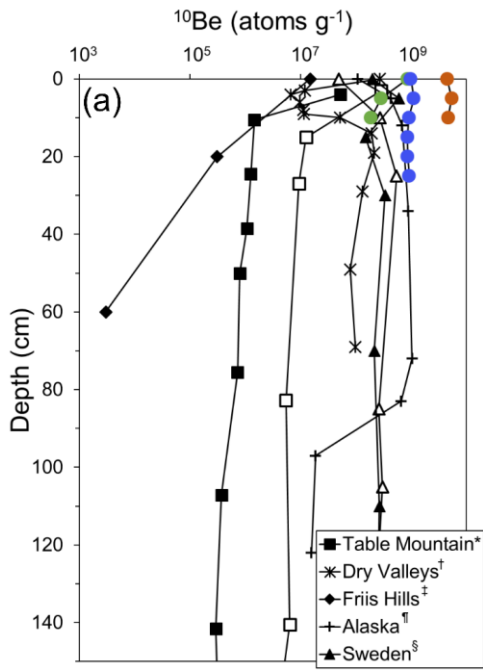 ¹⁰Be (atoms g⁻¹)
10³ 10⁵ 10⁷ 10⁹
(a)
0
20
40
60
80
100
120
140
Depth (cm)
Table Mountain*
Dry Valleys†
Friis Hills‡
Alaska¶
Sweden§